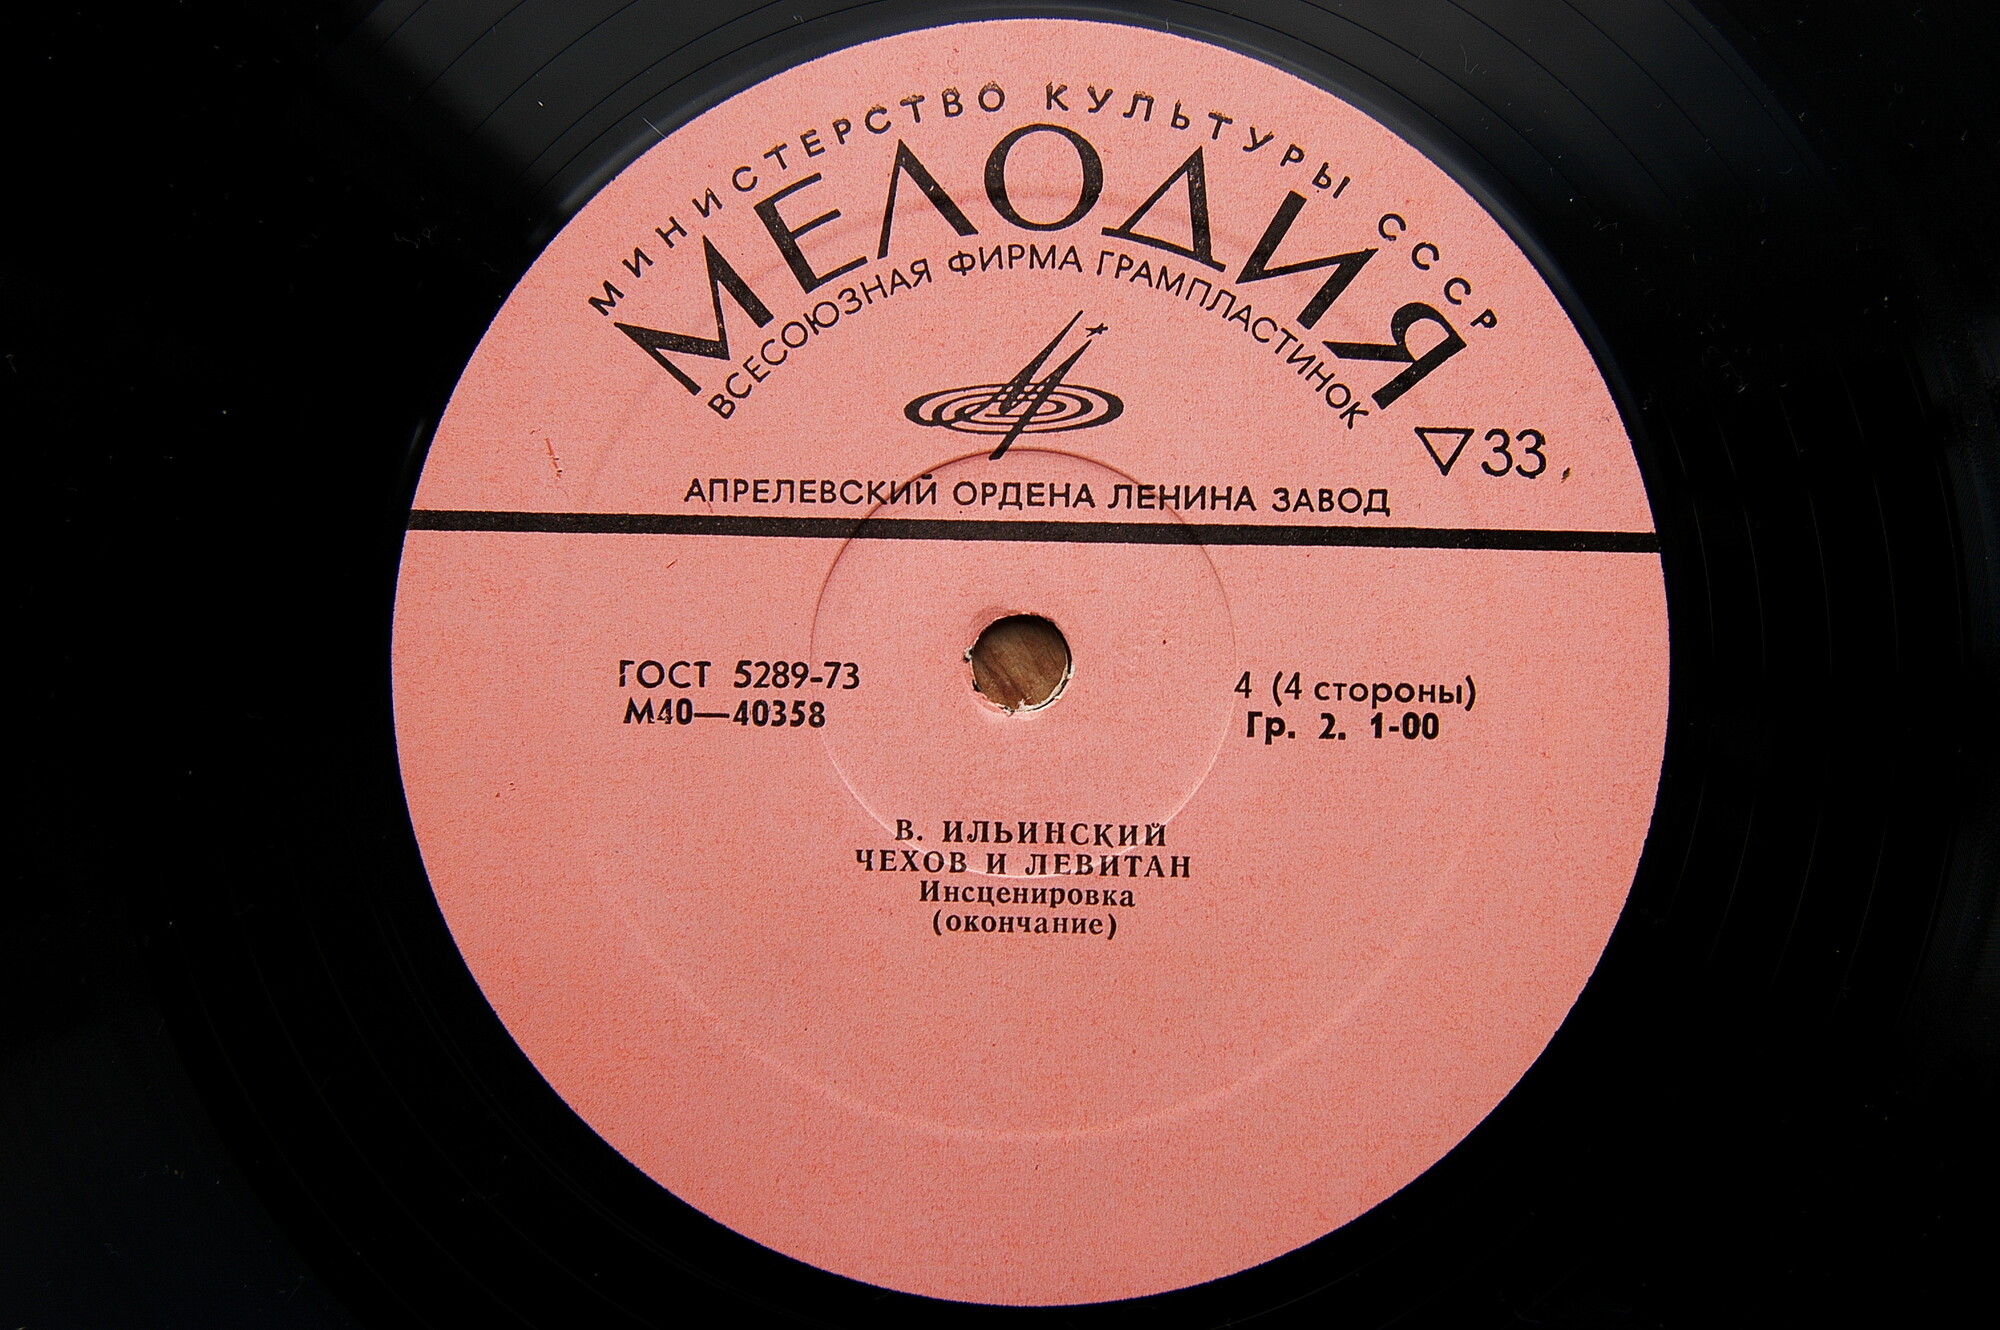 МИНИСТЕРСТВО КУЛЬТУРЫ СССР
МЕЛОДИЯ
ВСЕСОЮЗНАЯ ФИРМА ГРАМПЛАСТИНОК
▽33
АПРЕЛЕВСКИЙ ОРДЕНА ЛЕНИНА ЗАВОД
ГОСТ 5289-73
М40—40358
4 (4 стороны)
Гр. 2. 1-00
В. ИЛЬИНСКИЙ
ЧЕХОВ И ЛЕВИТАН
Инсценировка
(окончание)